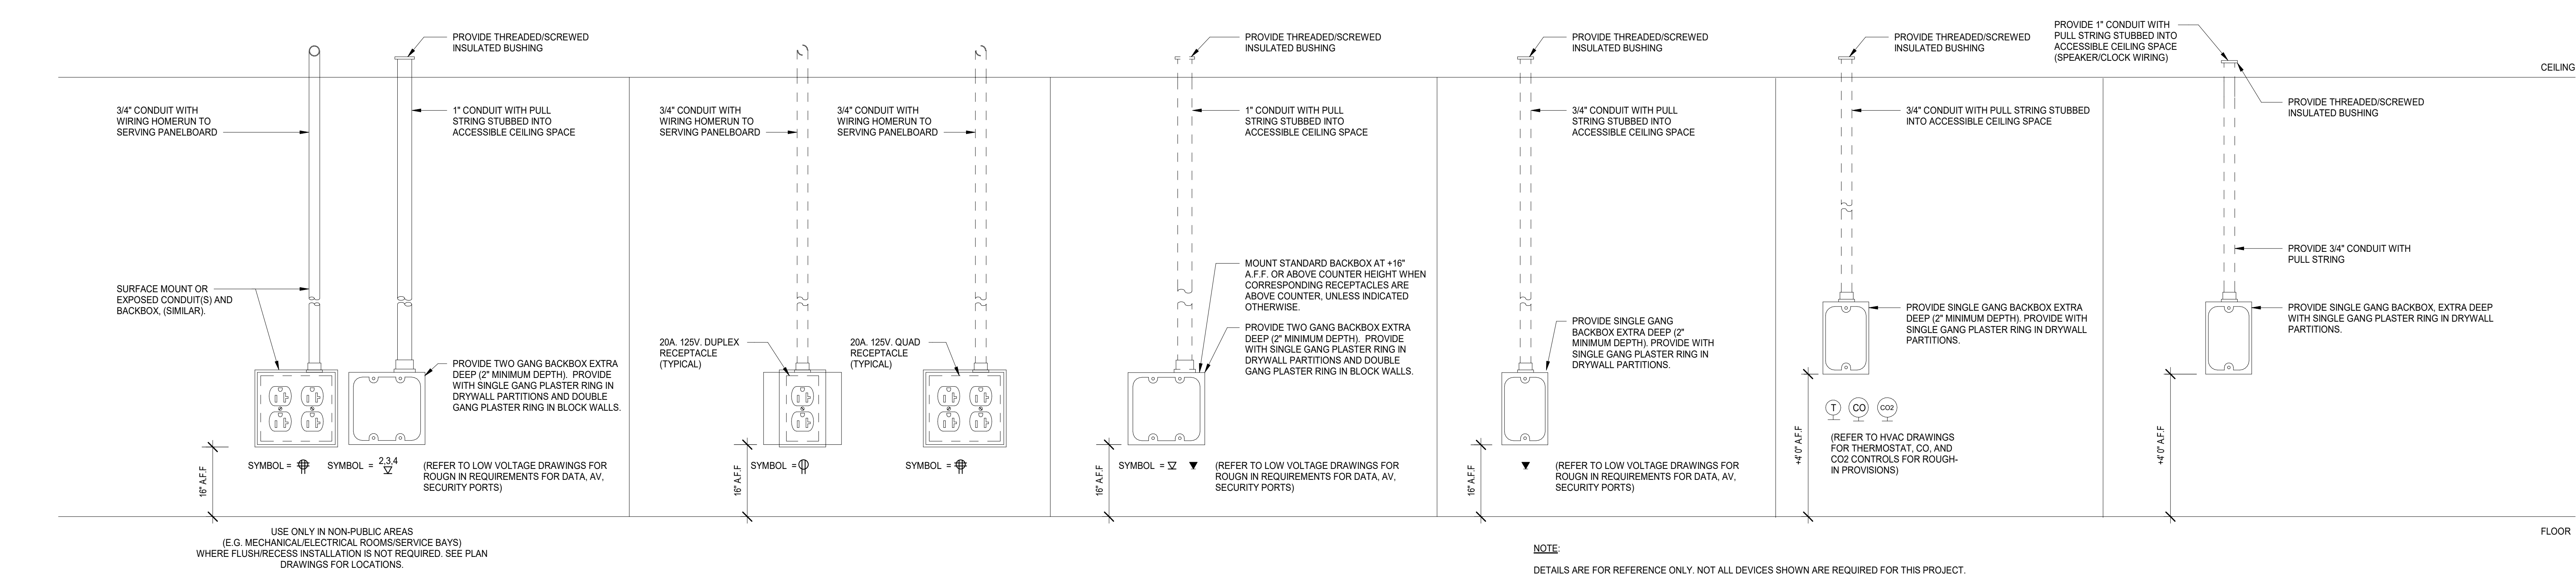 PROVIDE THREADED/SCREWED
INSULATED BUSHING
3/4" CONDUIT WITH
WIRING HOMERUN TO
SERVING PANELBOARD
1" CONDUIT WITH PULL
STRING STUBBED INTO
ACCESSIBLE CEILING SPACE
SURFACE MOUNT OR
EXPOSED CONDUIT(S) AND
BACKBOX, (SIMILAR).
PROVIDE TWO GANG BACKBOX EXTRA
DEEP (2" MINIMUM DEPTH). PROVIDE
WITH SINGLE GANG PLASTER RING IN
DRYWALL PARTITIONS AND DOUBLE
GANG PLASTER RING IN BLOCK WALLS.
16" A.F.F
SYMBOL =
SYMBOL =
2,3,4
(REFER TO LOW VOLTAGE DRAWINGS FOR
ROUGN IN REQUIREMENTS FOR DATA, AV,
SECURITY PORTS)
USE ONLY IN NON-PUBLIC AREAS
(E.G. MECHANICAL/ELECTRICAL ROOMS/SERVICE BAYS)
WHERE FLUSH/RECESS INSTALLATION IS NOT REQUIRED. SEE PLAN
DRAWINGS FOR LOCATIONS.
3/4" CONDUIT WITH
WIRING HOMERUN TO
SERVING PANELBOARD
3/4" CONDUIT WITH
WIRING HOMERUN TO
SERVING PANELBOARD
20A. 125V. DUPLEX
RECEPTACLE
(TYPICAL)
20A. 125V. QUAD
RECEPTACLE
(TYPICAL)
16" A.F.F
SYMBOL =
SYMBOL =
PROVIDE THREADED/SCREWED
INSULATED BUSHING
1" CONDUIT WITH PULL
STRING STUBBED INTO
ACCESSIBLE CEILING SPACE
MOUNT STANDARD BACKBOX AT +16"
A.F.F. OR ABOVE COUNTER HEIGHT WHEN
CORRESPONDING RECEPTACLES ARE
ABOVE COUNTER, UNLESS INDICATED
OTHERWISE.
PROVIDE TWO GANG BACKBOX EXTRA
DEEP (2" MINIMUM DEPTH). PROVIDE
WITH SINGLE GANG PLASTER RING IN
DRYWALL PARTITIONS AND DOUBLE
GANG PLASTER RING IN BLOCK WALLS.
16" A.F.F
SYMBOL =
(REFER TO LOW VOLTAGE DRAWINGS FOR
ROUGN IN REQUIREMENTS FOR DATA, AV,
SECURITY PORTS)
PROVIDE THREADED/SCREWED
INSULATED BUSHING
3/4" CONDUIT WITH PULL
STRING STUBBED INTO
ACCESSIBLE CEILING SPACE
PROVIDE SINGLE GANG
BACKBOX EXTRA DEEP (2"
MINIMUM DEPTH). PROVIDE WITH
SINGLE GANG PLASTER RING IN
DRYWALL PARTITIONS.
16" A.F.F
(REFER TO LOW VOLTAGE DRAWINGS FOR
ROUGN IN REQUIREMENTS FOR DATA, AV,
SECURITY PORTS)
PROVIDE THREADED/SCREWED
INSULATED BUSHING
3/4" CONDUIT WITH PULL STRING STUBBED
INTO ACCESSIBLE CEILING SPACE
PROVIDE SINGLE GANG BACKBOX EXTRA
DEEP (2" MINIMUM DEPTH). PROVIDE WITH
SINGLE GANG PLASTER RING IN DRYWALL
PARTITIONS.
+4' 0" A.F.F
T CO CO2
(REFER TO HVAC DRAWINGS
FOR THERMOSTAT, CO, AND
CO2 CONTROLS FOR ROUGH-
IN PROVISIONS)
PROVIDE 1" CONDUIT WITH
PULL STRING STUBBED INTO
ACCESSIBLE CEILING SPACE
(SPEAKER/CLOCK WIRING)
PROVIDE THREADED/SCREWED
INSULATED BUSHING
PROVIDE 3/4" CONDUIT WITH
PULL STRING
PROVIDE SINGLE GANG BACKBOX, EXTRA DEEP
WITH SINGLE GANG PLASTER RING IN DRYWALL
PARTITIONS.
+4' 0" A.F.F
CEILING
FLOOR
NOTE:
DETAILS ARE FOR REFERENCE ONLY. NOT ALL DEVICES SHOWN ARE REQUIRED FOR THIS PROJECT.